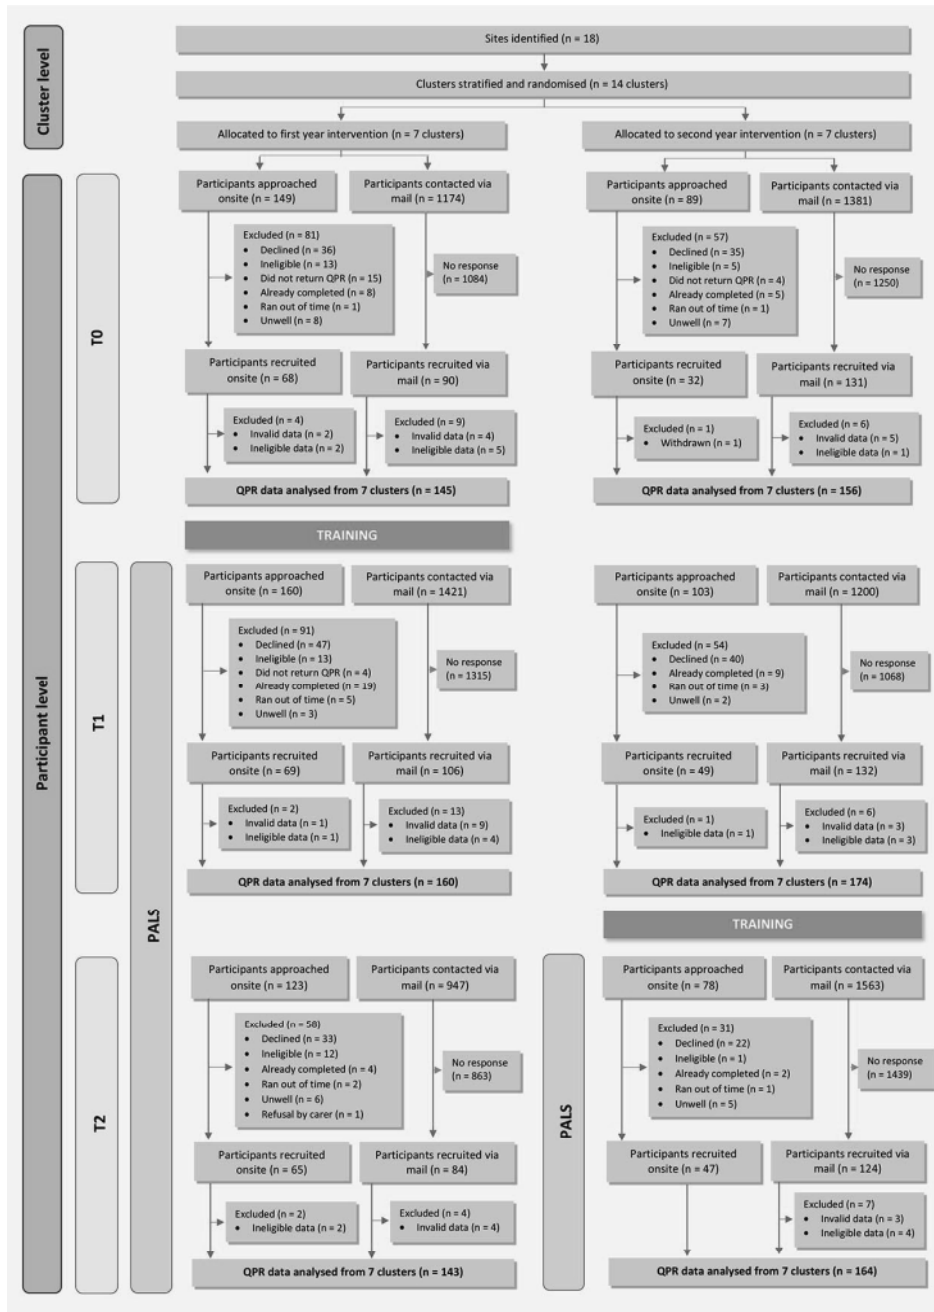 Cluster level
Sites identified (n = 18)
Clusters stratified and randomised (n = 14 clusters)
Allocated to first year intervention (n = 7 clusters)
Allocated to second year intervention (n = 7 clusters)
Participant level
T0
Participants approached
onsite (n = 149)
Participants contacted via
mail (n = 1174)
Excluded (n = 81)
• Declined (n = 36)
• Ineligible (n = 13)
• Did not return QPR (n = 15)
• Already completed (n = 8)
• Ran out of time (n = 1)
• Unwell (n = 8)
No response
(n = 1084)
Participants recruited
onsite (n = 68)
Participants recruited via
mail (n = 90)
Excluded (n = 4)
• Invalid data (n = 2)
• Ineligible data (n = 2)
Excluded (n = 9)
• Invalid data (n = 4)
• Ineligible data (n = 5)
QPR data analysed from 7 clusters (n = 145)
Participants approached
onsite (n = 89)
Participants contacted via
mail (n = 1381)
Excluded (n = 57)
• Declined (n = 35)
• Ineligible (n = 5)
• Did not return QPR (n = 4)
• Already completed (n = 5)
• Ran out of time (n = 1)
• Unwell (n = 7)
No response
(n = 1250)
Participants recruited
onsite (n = 32)
Participants recruited via
mail (n = 131)
Excluded (n = 1)
• Withdrawn (n = 1)
Excluded (n = 6)
• Invalid data (n = 5)
• Ineligible data (n = 1)
QPR data analysed from 7 clusters (n = 156)
TRAINING
T1
PALS
Participants approached
onsite (n = 160)
Participants contacted via
mail (n = 1421)
Excluded (n = 91)
• Declined (n = 47)
• Ineligible (n = 13)
• Did not return QPR (n = 4)
• Already completed (n = 19)
• Ran out of time (n = 5)
• Unwell (n = 3)
No response
(n = 1315)
Participants recruited
onsite (n = 69)
Participants recruited via
mail (n = 106)
Excluded (n = 2)
• Invalid data (n = 1)
• Ineligible data (n = 1)
Excluded (n = 13)
• Invalid data (n = 9)
• Ineligible data (n = 4)
QPR data analysed from 7 clusters (n = 160)
Participants approached
onsite (n = 103)
Participants contacted via
mail (n = 1200)
Excluded (n = 54)
• Declined (n = 40)
• Already completed (n = 9)
• Ran out of time (n = 3)
• Unwell (n = 2)
No response
(n = 1068)
Participants recruited
onsite (n = 49)
Participants recruited via
mail (n = 132)
Excluded (n = 1)
• Ineligible data (n = 1)
Excluded (n = 6)
• Invalid data (n = 3)
• Ineligible data (n = 3)
QPR data analysed from 7 clusters (n = 174)
TRAINING
T2
Participants approached
onsite (n = 123)
Participants contacted via
mail (n = 947)
Excluded (n = 58)
• Declined (n = 33)
• Ineligible (n = 12)
• Already completed (n = 4)
• Ran out of time (n = 2)
• Unwell (n = 6)
• Refusal by carer (n = 1)
No response
(n = 863)
Participants recruited
onsite (n = 65)
Participants recruited via
mail (n = 84)
Excluded (n = 2)
• Ineligible data (n = 2)
Excluded (n = 4)
• Invalid data (n = 4)
QPR data analysed from 7 clusters (n = 143)
PALS
Participants approached
onsite (n = 78)
Participants contacted via
mail (n = 1563)
Excluded (n = 31)
• Declined (n = 22)
• Ineligible (n = 1)
• Already completed (n = 2)
• Ran out of time (n = 1)
• Unwell (n = 5)
No response
(n = 1439)
Participants recruited
onsite (n = 47)
Participants recruited via
mail (n = 124)
Excluded (n = 7)
• Invalid data (n = 3)
• Ineligible data (n = 4)
QPR data analysed from 7 clusters (n = 164)